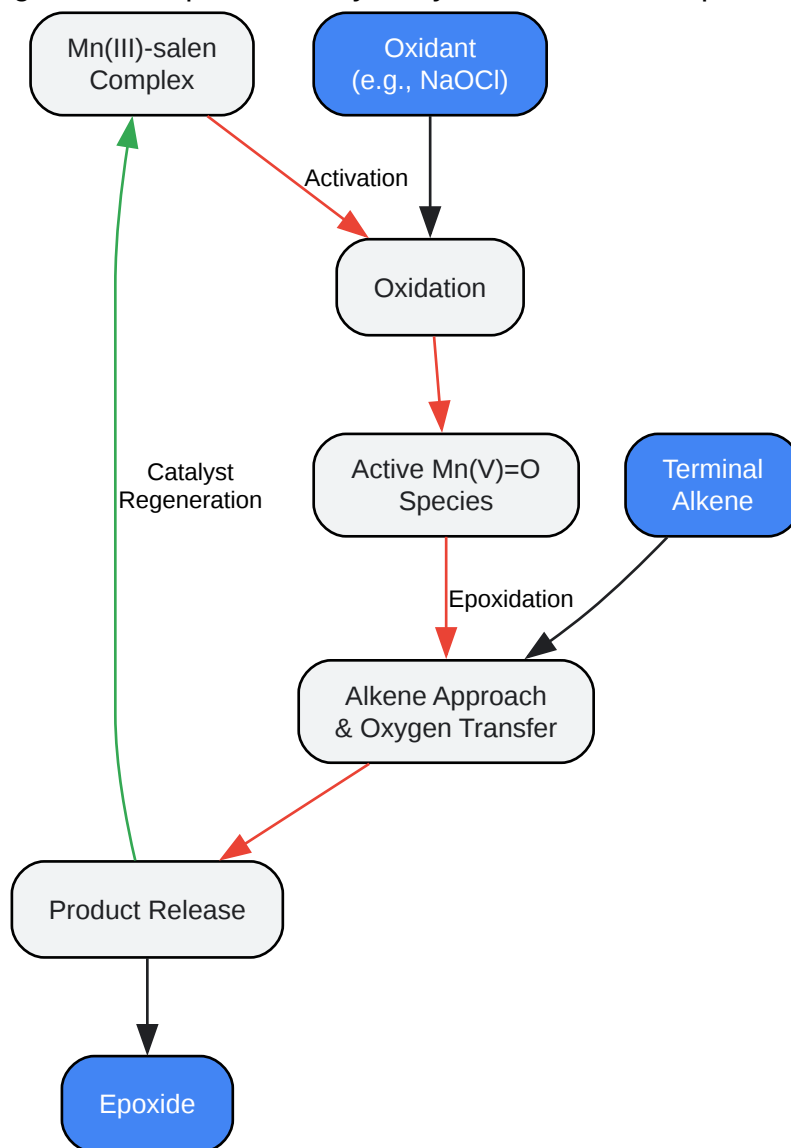 Mn(III)-salen
Complex
Oxidant
(e.g., NaOCl)
Activation
Oxidation
Catalyst
Regeneration
Active Mn(V)=O
Species
Terminal
Alkene
Epoxidation
Alkene Approach
& Oxygen Transfer
Product Release
Epoxide